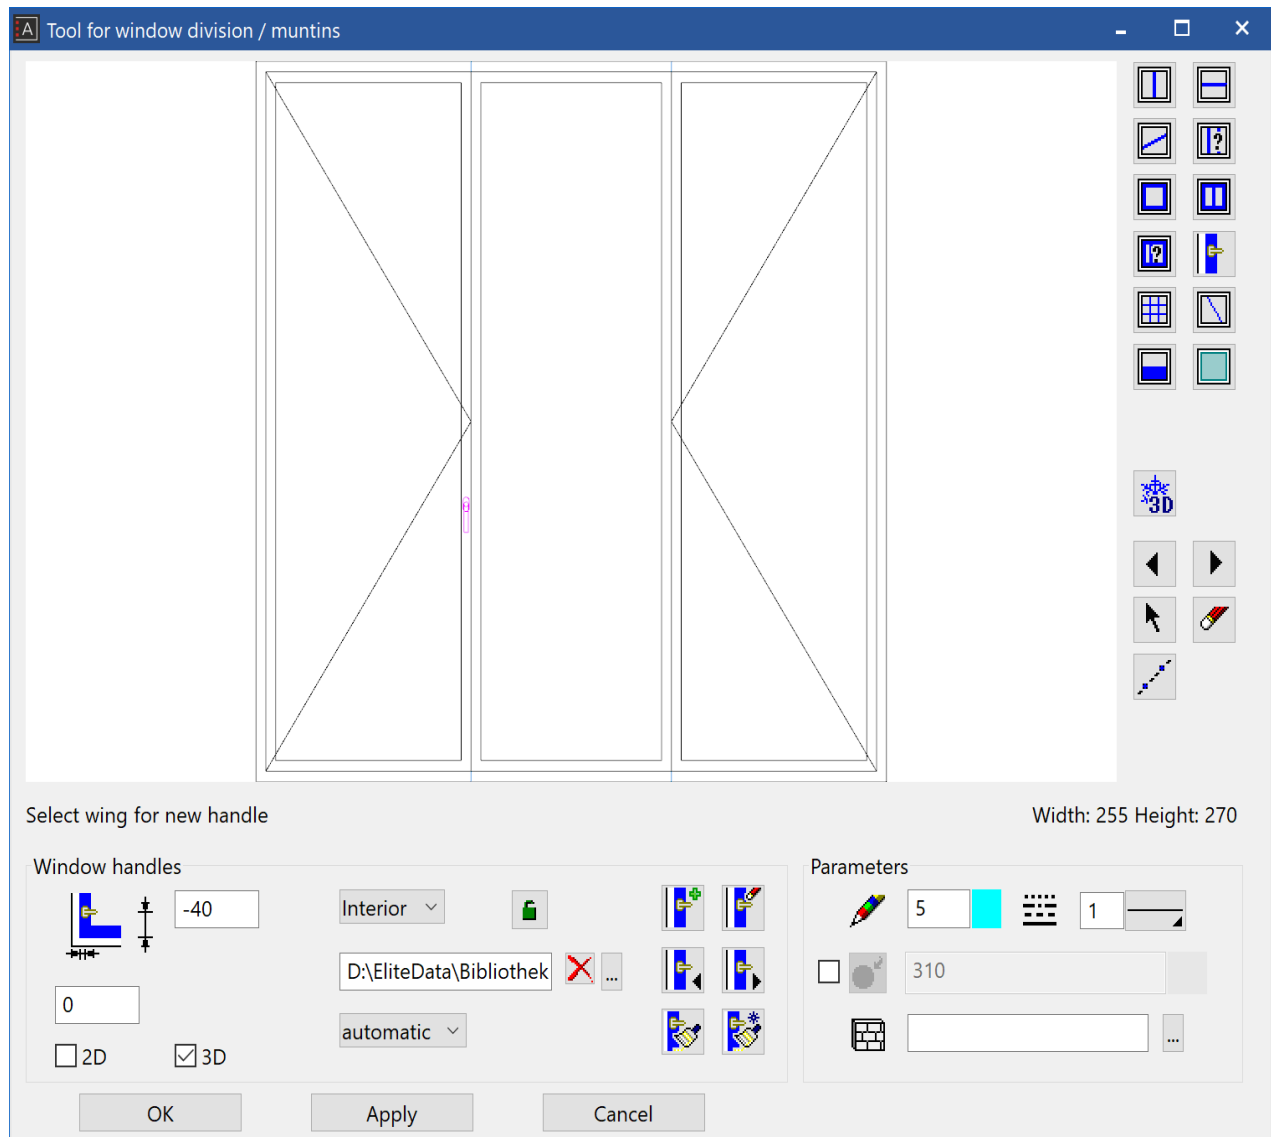 Tool for window division / muntins
3D
Select wing for new handle
Width: 255 Height: 270
Window handles
Parameters
-40
Interior
5
1
D:\EliteData\Bibliothek
...
310
0
automatic
...
2D
3D
OK
Apply
Cancel